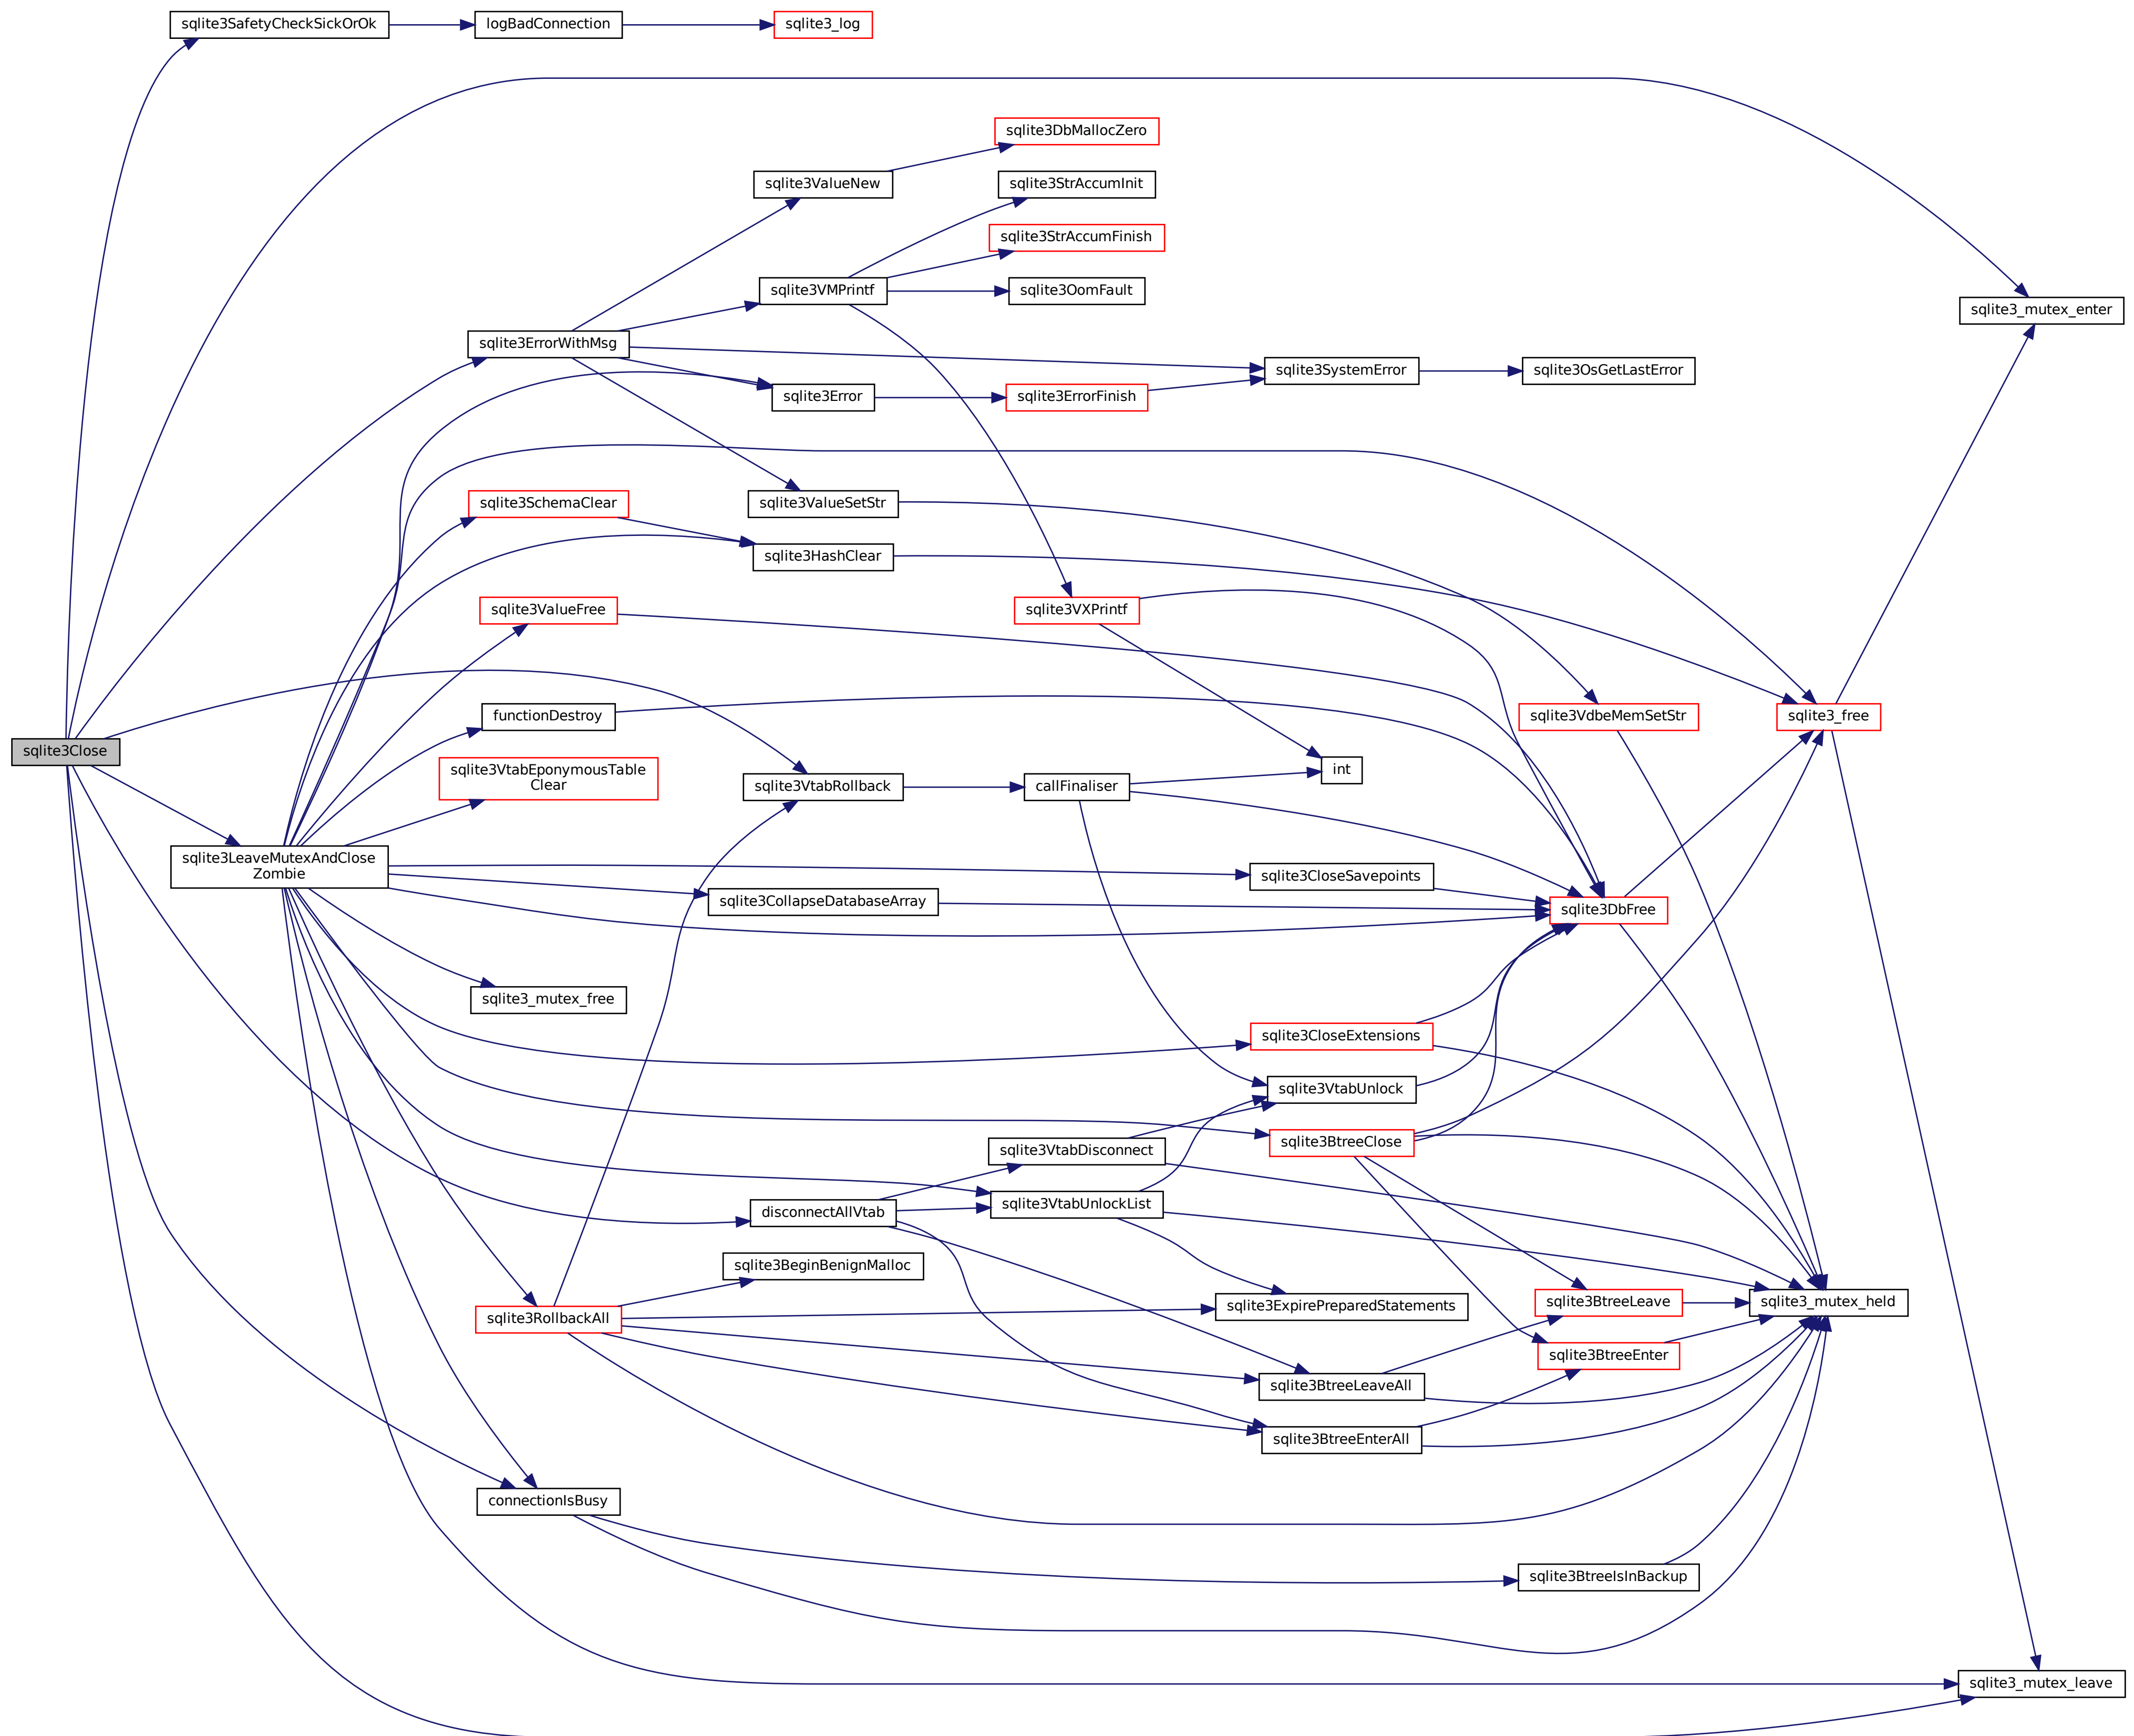 sqlite3SafetyCheckSickOrOk
logBadConnection
sqlite3_log
sqlite3DbMallocZero
sqlite3ValueNew
sqlite3StrAccumInit
sqlite3StrAccumFinish
sqlite3VMPrintf
sqlite3OomFault
sqlite3_mutex_enter
sqlite3ErrorWithMsg
sqlite3SystemError
sqlite3OsGetLastError
sqlite3Error
sqlite3ErrorFinish
sqlite3SchemaClear
sqlite3ValueSetStr
sqlite3HashClear
sqlite3ValueFree
sqlite3VXPrintf
functionDestroy
sqlite3VdbeMemSetStr
sqlite3_free
sqlite3Close
sqlite3VtabEponymousTable
Clear
sqlite3VtabRollback
callFinaliser
int
sqlite3LeaveMutexAndClose
Zombie
sqlite3CloseSavepoints
sqlite3CollapseDatabaseArray
sqlite3DbFree
sqlite3_mutex_free
sqlite3CloseExtensions
sqlite3VtabUnlock
sqlite3VtabDisconnect
sqlite3BtreeClose
disconnectAllVtab
sqlite3VtabUnlockList
sqlite3BeginBenignMalloc
sqlite3RollbackAll
sqlite3ExpirePreparedStatements
sqlite3BtreeLeave
sqlite3_mutex_held
sqlite3BtreeEnter
sqlite3BtreeLeaveAll
sqlite3BtreeEnterAll
connectionIsBusy
sqlite3BtreeIsInBackup
sqlite3_mutex_leave